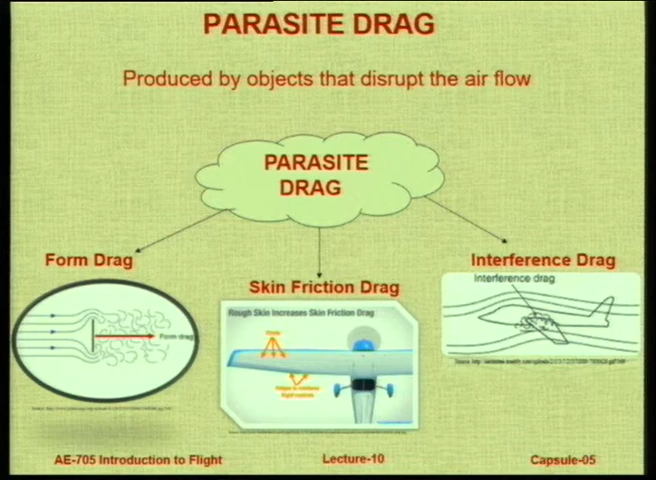 PARASITE DRAG
Produced by objects that disrupt the air flow
PARASITE
DRAG
Form Drag
Skin Friction Drag
Interference Drag
Form drag
Rough Skin Increases Skin Friction Drag
Interference drag
AE-705 Introduction to Flight
Lecture-10
Capsule-05